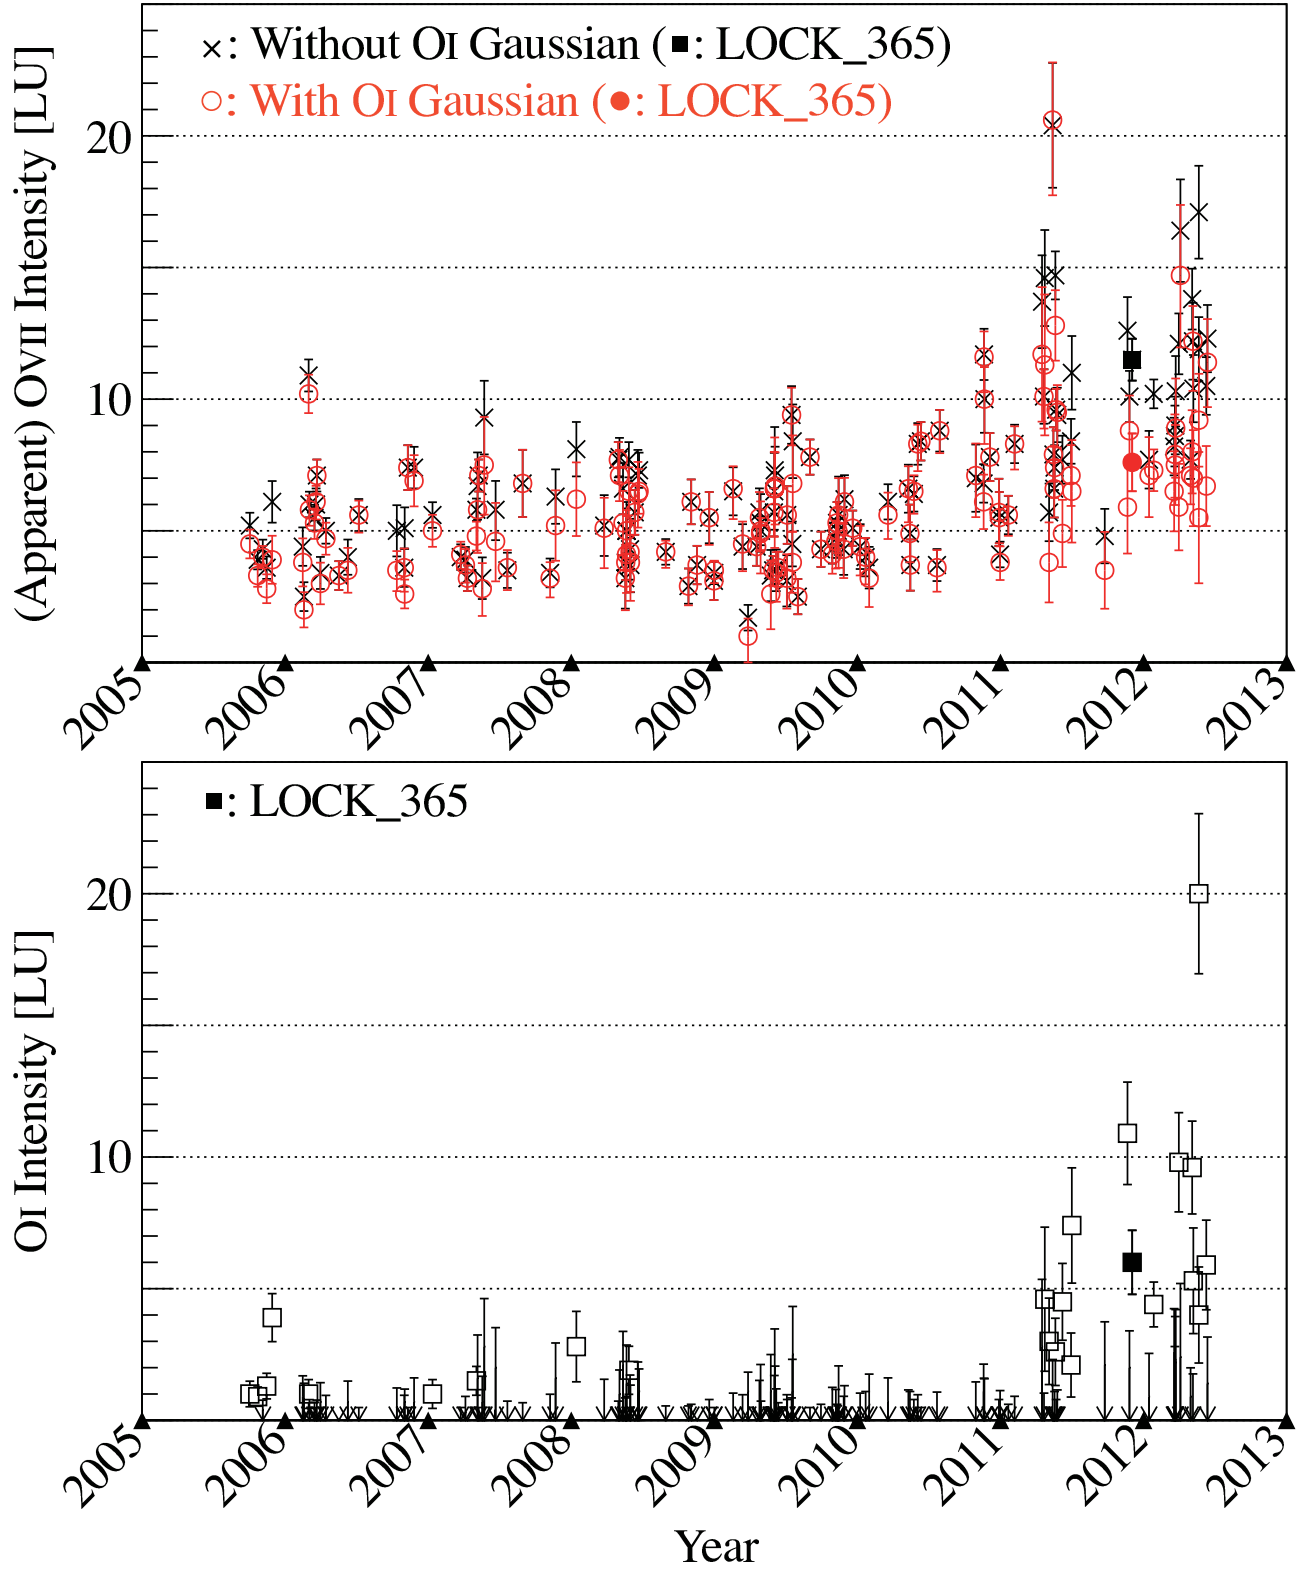 ×: Without OI Gaussian (■: LOCK_365)
○: With OI Gaussian (●: LOCK_365)
(Apparent) OVII Intensity [LU]
20
10
2005 2006 2007 2008 2009 2010 2011 2012 2013
■: LOCK_365
OI Intensity [LU]
20
10
2005 2006 2007 2008 2009 2010 2011 2012 2013
Year